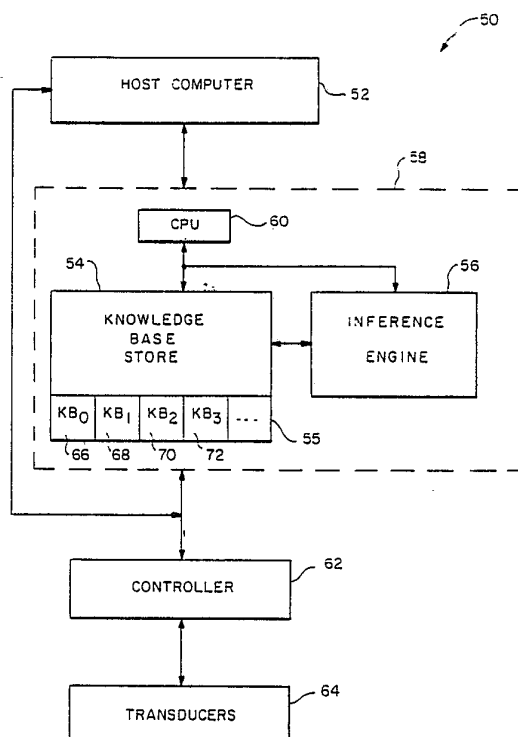 50
HOST COMPUTER
52
58
CPU
60
54
56
KNOWLEDGE
BASE
STORE
INFERENCE
ENGINE
KB0 KB1 KB2 KB3 ---
55
66 68 70 72
CONTROLLER
62
TRANSDUCERS
64